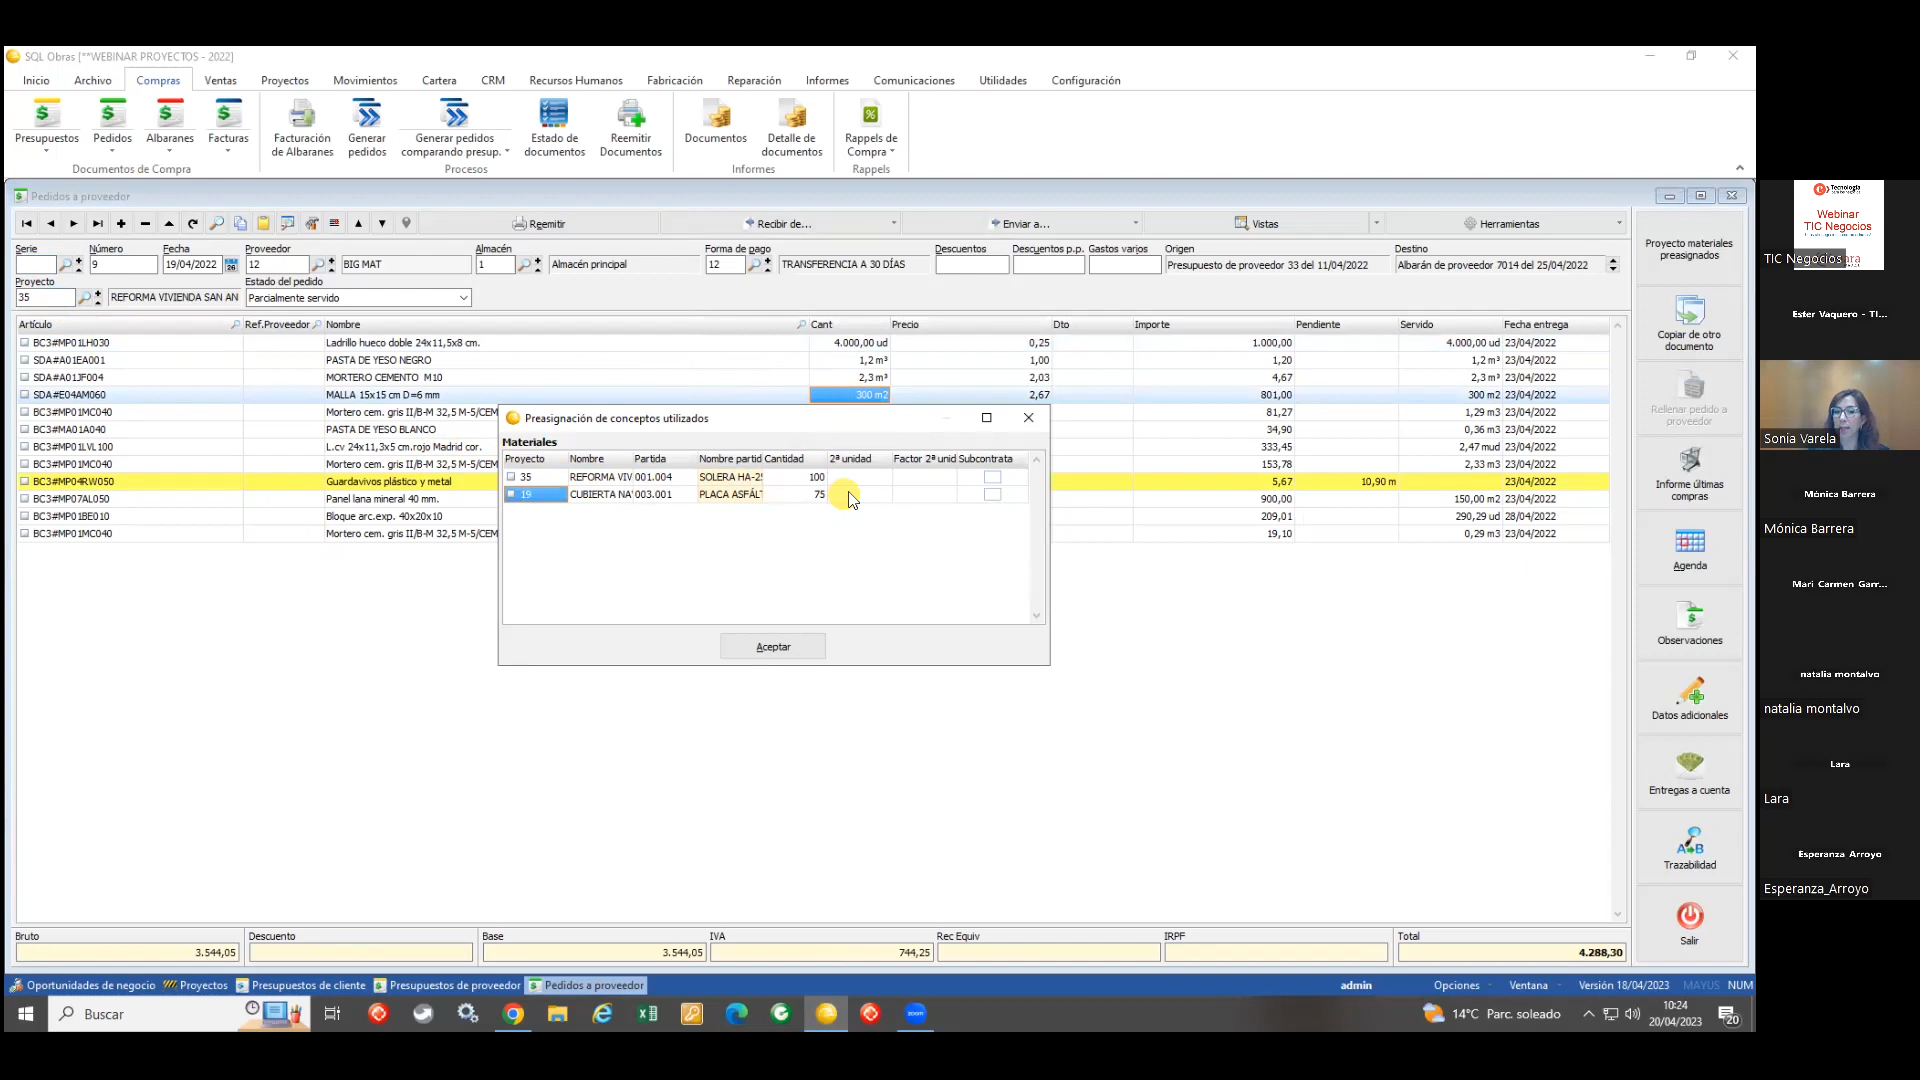 SQL Obras [**WEBINAR PROYECTOS - 2022]
Inicio Archivo Compras Ventas Proyectos Movimientos Cartera CRM Recursos Humanos Fabricación Reparación Informes Comunicaciones Utilidades Configuración
Presupuestos Pedidos Albaranes Facturas Facturación de Albaranes Generar pedidos Generar pedidos comparando presup. Estado de documentos Reemitir Documentos Documentos Detalle de documentos Rappels de Compra
Documentos de Compra Procesos Informes Rappels
Pedidos a proveedor
Reemitir Recibir de... Enviar a... Vistas Herramientas
Serie Número Fecha Proveedor Almacén Forma de pago Descuentos Descuentos p.p. Gastos varios Origen Destino
9 19/04/2022 26 12 BIG MAT 1 Almacén principal 12 TRANSFERENCIA A 30 DÍAS Presupuesto de proveedor 33 del 11/04/2022 Albarán de proveedor 7014 del 25/04/2022
Proyecto Estado del pedido
35 REFORMA VIVIENDA SAN AN Parcialmente servido
Artículo Ref.Proveedor Nombre Cant Precio Dto Importe Pendiente Servido Fecha entrega
BC3#MP01LH030 Ladrillo hueco doble 24x11,5x8 cm. 4.000,00 ud 0,25 1.000,00 4.000,00 ud 23/04/2022
SDA#A01EA001 PASTA DE YESO NEGRO 1,2 m³ 1,00 1,20 1,2 m³ 23/04/2022
SDA#A01JF004 MORTERO CEMENTO M10 2,3 m³ 2,03 4,67 2,3 m³ 23/04/2022
SDA#E04AM060 MALLA 15x15 cm D=6 mm 300 m2 2,67 801,00 300 m2 23/04/2022
BC3#MP01MC040 Mortero cem. gris II/B-M 32,5 M-5/CEM 81,27 1,29 m3 23/04/2022
BC3#MA01A040 PASTA DE YESO BLANCO 34,90 0,36 m3 23/04/2022
BC3#MP01LVL100 L.cv 24x11,3x5 cm.rojo Madrid cor. 333,45 2,47 mud 23/04/2022
BC3#MP01MC040 Mortero cem. gris II/B-M 32,5 M-5/CEM 153,78 2,33 m3 23/04/2022
BC3#MP04RW050 Guardavivos plástico y metal 5,67 10,90 m 23/04/2022
BC3#MP07AL050 Panel lana mineral 40 mm. 900,00 150,00 m2 23/04/2022
BC3#MP01BE010 Bloque arc.exp. 40x20x10 209,01 290,29 ud 28/04/2022
BC3#MP01MC040 Mortero cem. gris II/B-M 32,5 M-5/CEM 19,10 0,29 m3 23/04/2022
Preasignación de conceptos utilizados
Materiales
Proyecto Nombre Partida Nombre partid Cantidad 2ª unidad Factor 2ª unid Subcontrata
35 REFORMA VIV 001.004 SOLERA HA-25 100
19 CUBIERTA NA 003.001 PLACA ASFÁLT 75
Aceptar
Proyecto materiales preasignados
Copiar de otro documento
Rellenar pedido a proveedor
Informe últimas compras
Agenda
Observaciones
Datos adicionales
Entregas a cuenta
Trazabilidad
Salir
Bruto Descuento Base IVA Rec Equiv IRPF Total
3.544,05 3.544,05 744,25 4.288,30
Oportunidades de negocio Proyectos Presupuestos de cliente Presupuestos de proveedor Pedidos a proveedor admin Opciones Ventana Versión 18/04/2023 MAYUS NUM
Buscar zoom 14°C Parc. soleado 10:24
20/04/2023 20
Tecnología
Webinar
TIC Negocios
TIC Negocios
Ester Vaquero - TI...
Sonia Varela
Mónica Barrera
Mónica Barrera
Mari Carmen Garr...
natalia montalvo
natalia montalvo
Lara
Lara
Esperanza Arroyo
Esperanza_Arroyo